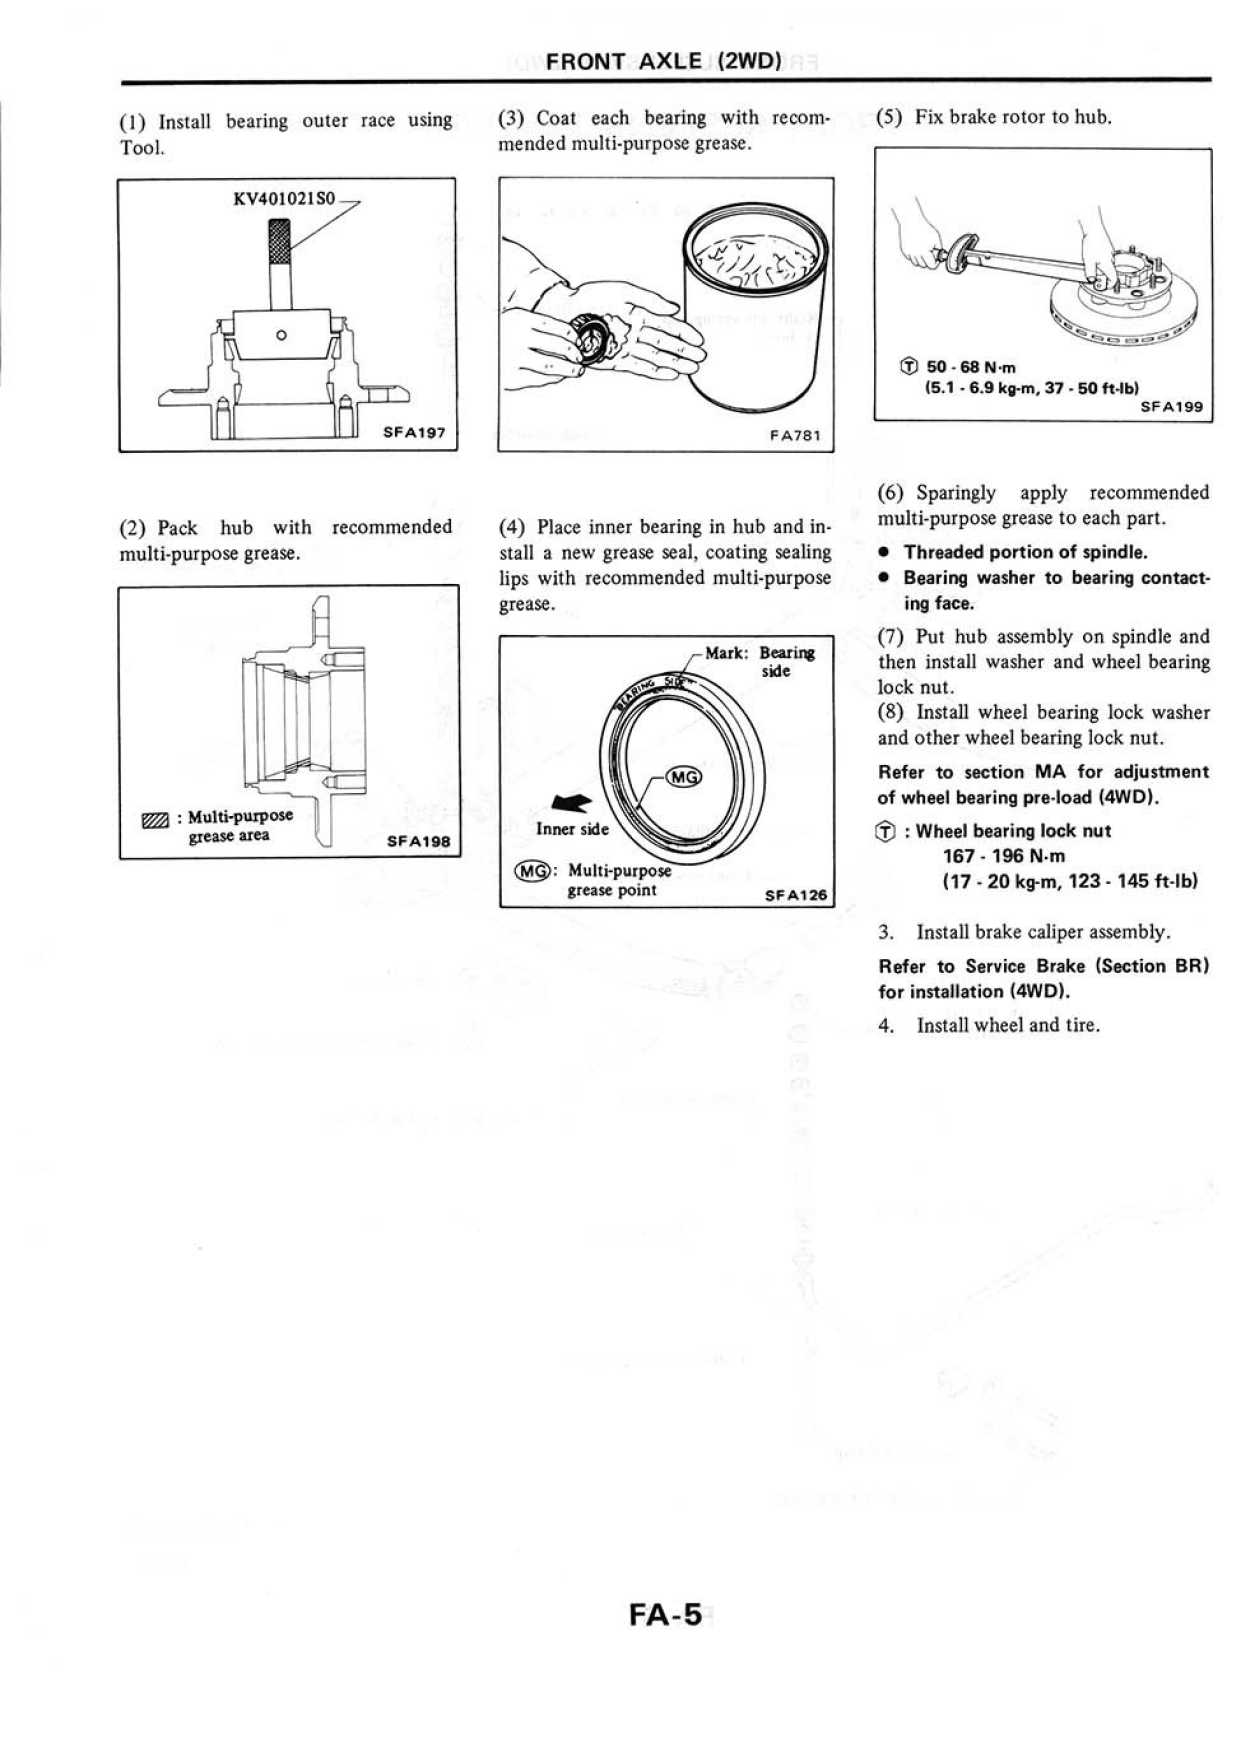 FRONT AXLE (2WD)
(1) Install bearing outer race using
Tool.
KV401021S0
SFA197
(2) Pack hub with recommended
multi-purpose grease.
: Multi-purpose
grease area
SFA198
(3) Coat each bearing with recom-
mended multi-purpose grease.
FA781
(4) Place inner bearing in hub and in-
stall a new grease seal, coating sealing
lips with recommended multi-purpose
grease.
Mark: Bearing
side
BEARING SIDE
MG
Inner side
MG: Multi-purpose
grease point
SFA126
(5) Fix brake rotor to hub.
T 50 - 68 N·m
(5.1 - 6.9 kg-m, 37 - 50 ft-lb)
SFA199
(6) Sparingly apply recommended
multi-purpose grease to each part.
● Threaded portion of spindle.
● Bearing washer to bearing contact-
ing face.
(7) Put hub assembly on spindle and
then install washer and wheel bearing
lock nut.
(8) Install wheel bearing lock washer
and other wheel bearing lock nut.
Refer to section MA for adjustment
of wheel bearing pre-load (4WD).
T : Wheel bearing lock nut
167 - 196 N·m
(17 - 20 kg-m, 123 - 145 ft-lb)
3. Install brake caliper assembly.
Refer to Service Brake (Section BR)
for installation (4WD).
4. Install wheel and tire.
FA-5